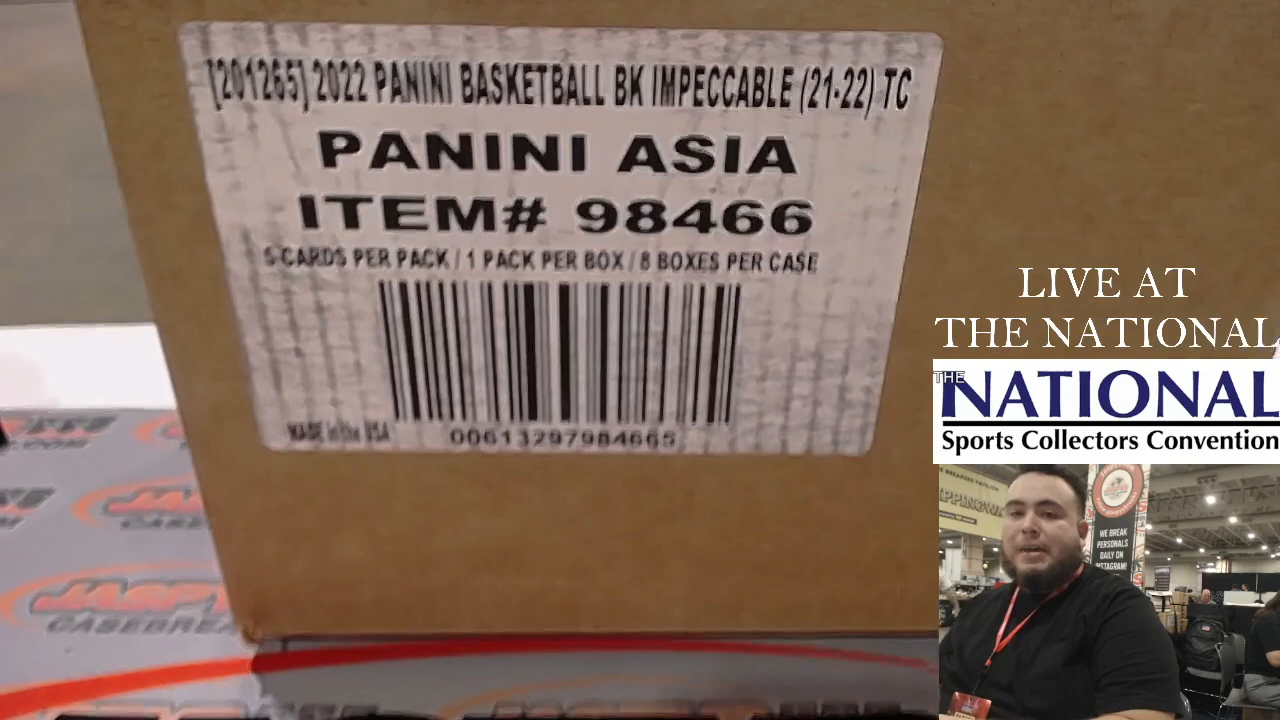 [201265] 2022 PANINI BASKETBALL BK IMPECCABLE (21-22) TC
PANINI ASIA
ITEM# 98466
5 CARDS PER PACK / 1 PACK PER BOX / 8 BOXES PER CASE
MADE in the USA
00613297984665
LIVE AT
THE NATIONAL
THE
NATIONAL
Sports Collectors Convention
WE BREAK
PERSONALS
DAILY ON
INSTAGRAM!
CASEBREA